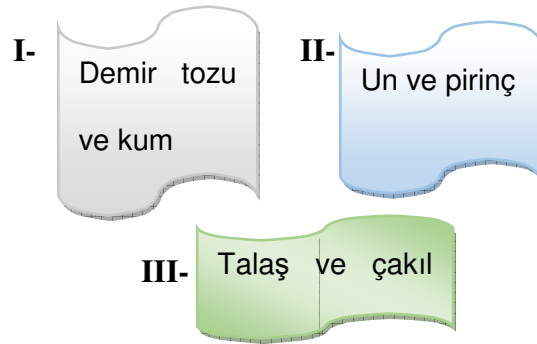 I-
Demir tozu
ve kum
II-
Un ve pirinç
III-
Talaş ve çakıl